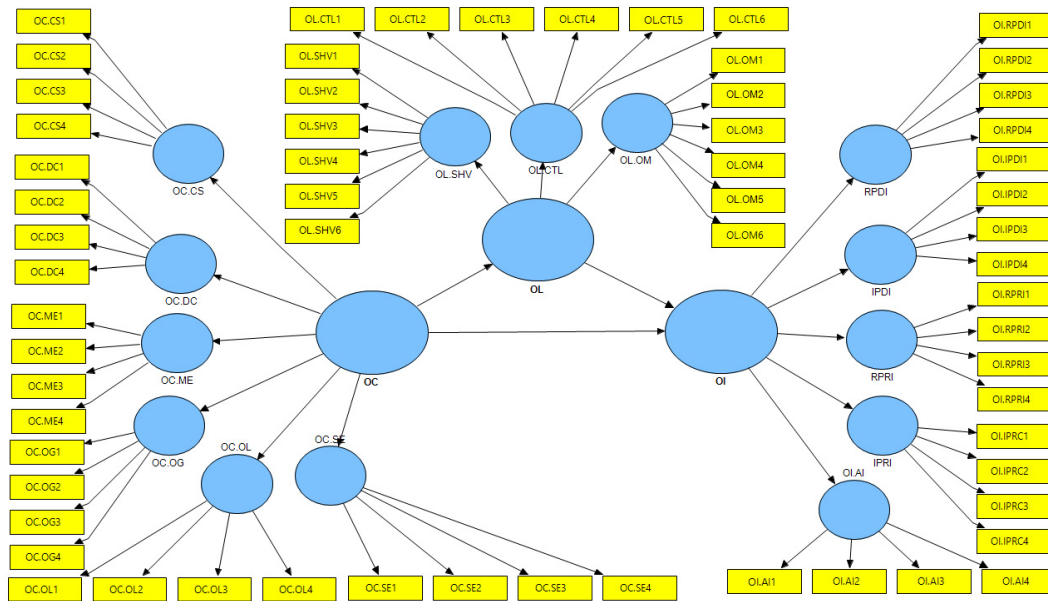 OC.CS1
OC.CS2
OC.CS3
OC.CS4
OC.CS
OC.DC1
OC.DC2
OC.DC3
OC.DC4
OC.DC
OC.ME1
OC.ME2
OC.ME3
OC.ME4
OC.ME
OC.OG1
OC.OG2
OC.OG3
OC.OG4
OC.OG
OC.OL
OC.OL1
OC.OL2
OC.OL3
OC.OL4
OC.SE
OC.SE1
OC.SE2
OC.SE3
OC.SE4
OC
OL.SHV1
OL.SHV2
OL.SHV3
OL.SHV4
OL.SHV5
OL.SHV6
OL.SHV
OL.CTL1
OL.CTL2
OL.CTL3
OL.CTL4
OL.CTL5
OL.CTL6
OL.CTL
OL.OM1
OL.OM2
OL.OM3
OL.OM4
OL.OM5
OL.OM6
OL.OM
OL
OI
OI.RPDI1
OI.RPDI2
OI.RPDI3
OI.RPDI4
RPDI
OI.IPDI1
OI.IPDI2
OI.IPDI3
OI.IPDI4
IPDI
OI.RPRI1
OI.RPRI2
OI.RPRI3
OI.RPRI4
RPRI
OI.IPRC1
OI.IPRC2
OI.IPRC3
OI.IPRC4
IPRI
OI.AI
OI.AI1
OI.AI2
OI.AI3
OI.AI4